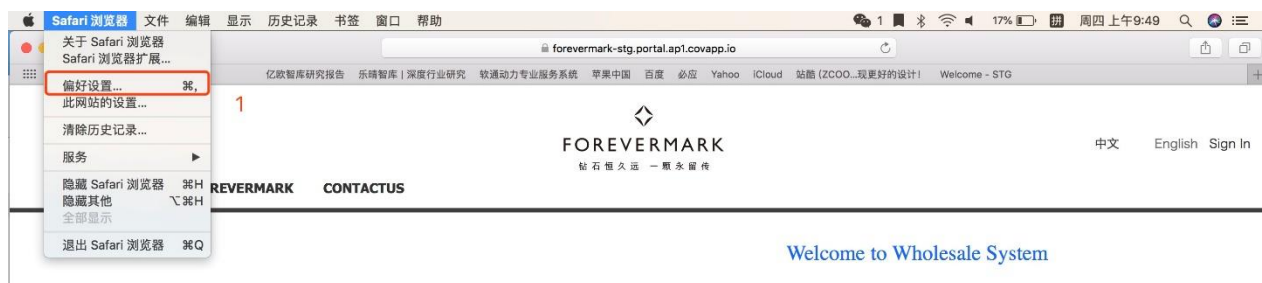 Safari 浏览器 文件 编辑 显示 历史记录 书签 窗口 帮助 1 17% 拼 周四 上午9:49
关于 Safari 浏览器
Safari 浏览器扩展...
偏好设置... ⌘,
此网站的设置...
清除历史记录...
服务 ▶
隐藏 Safari 浏览器 ⌘H
隐藏其他 ⌥⌘H
全部显示
退出 Safari 浏览器 ⌘Q
1
forevermark-stg.portal.ap1.covapp.io
亿欧智库研究报告 乐晴智库 | 深度行业研究 软通动力专业服务系统 苹果中国 百度 必应 Yahoo iCloud 站酷 (ZCOO...现更好的设计! Welcome - STG
FOREVERMARK
钻石恒久远 一颗永留传
中文 English Sign In
REVERMARK CONTACTUS
Welcome to Wholesale System